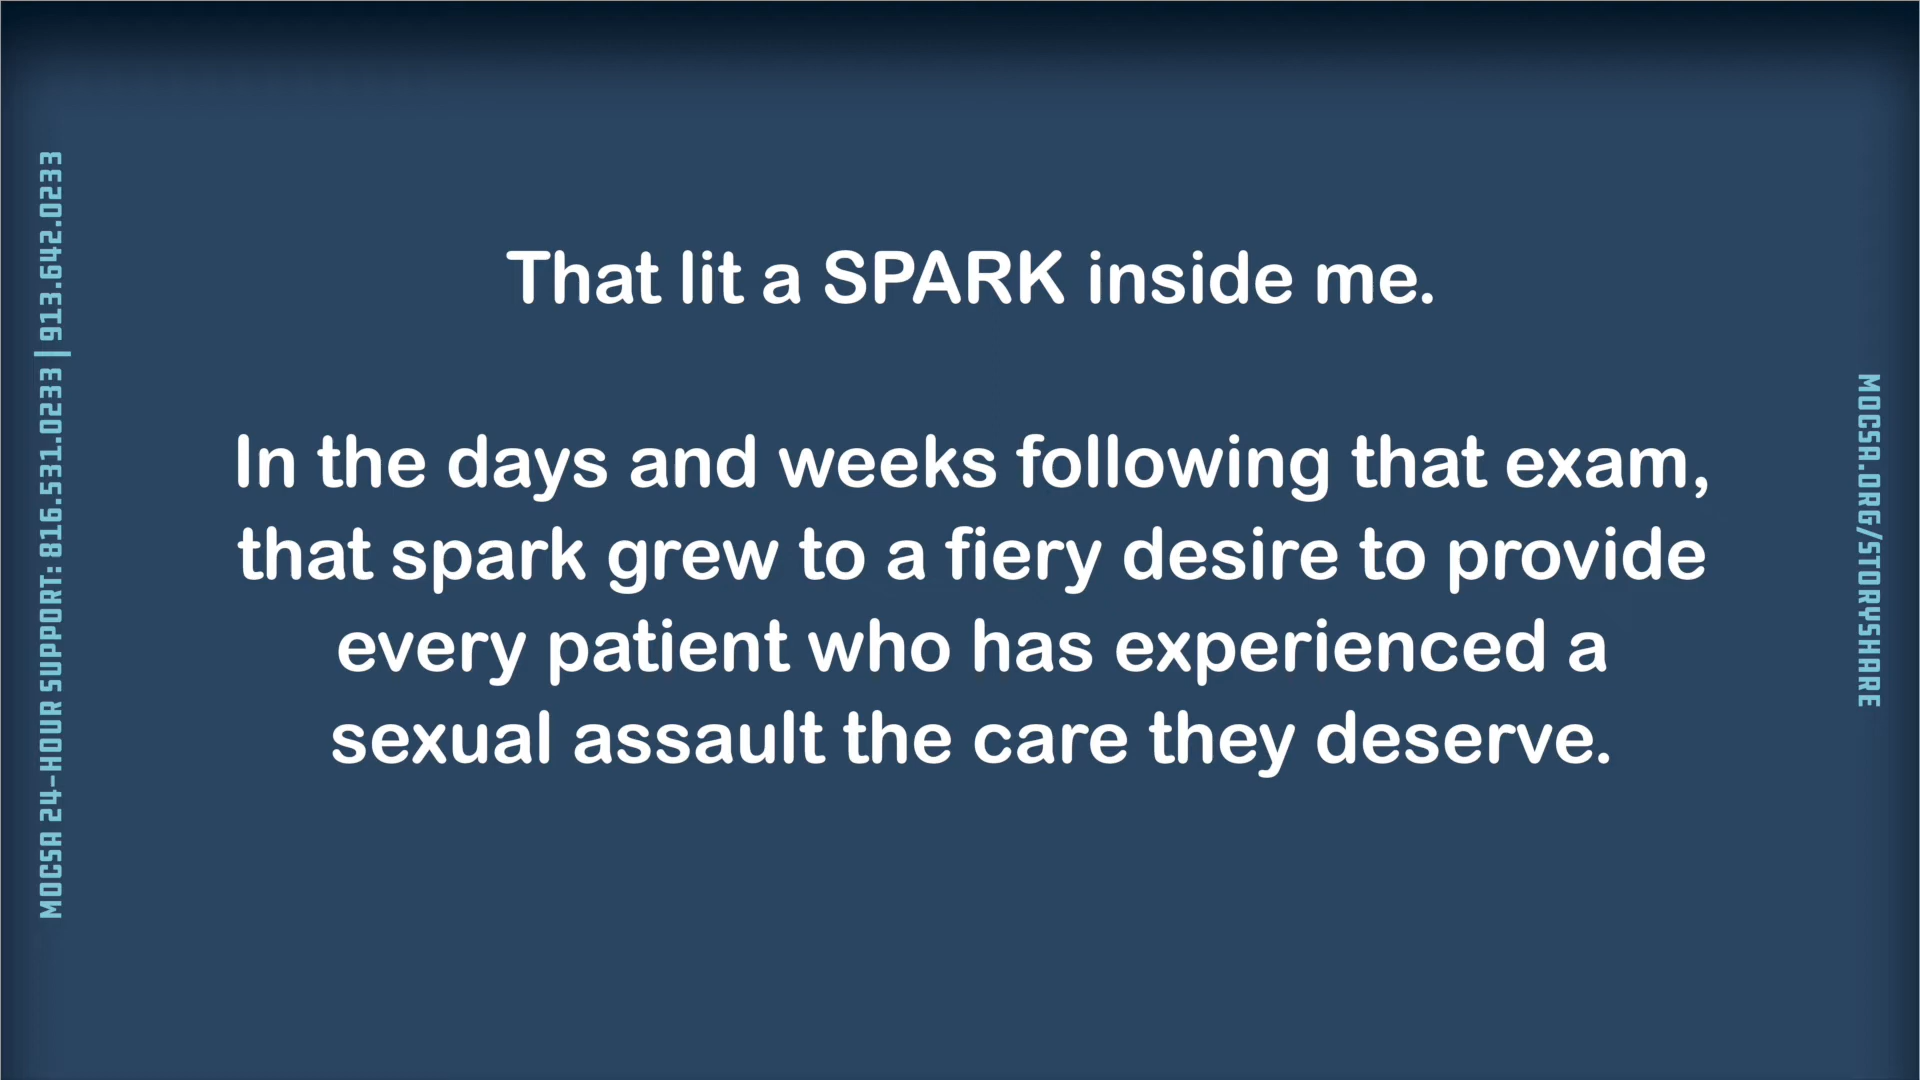 MOCSA 24-HOUR SUPPORT: 816.531.0233 | 913.642.0233
That lit a SPARK inside me.
In the days and weeks following that exam,
that spark grew to a fiery desire to provide
every patient who has experienced a
sexual assault the care they deserve.
MOCSA.ORG/STORYSHARE